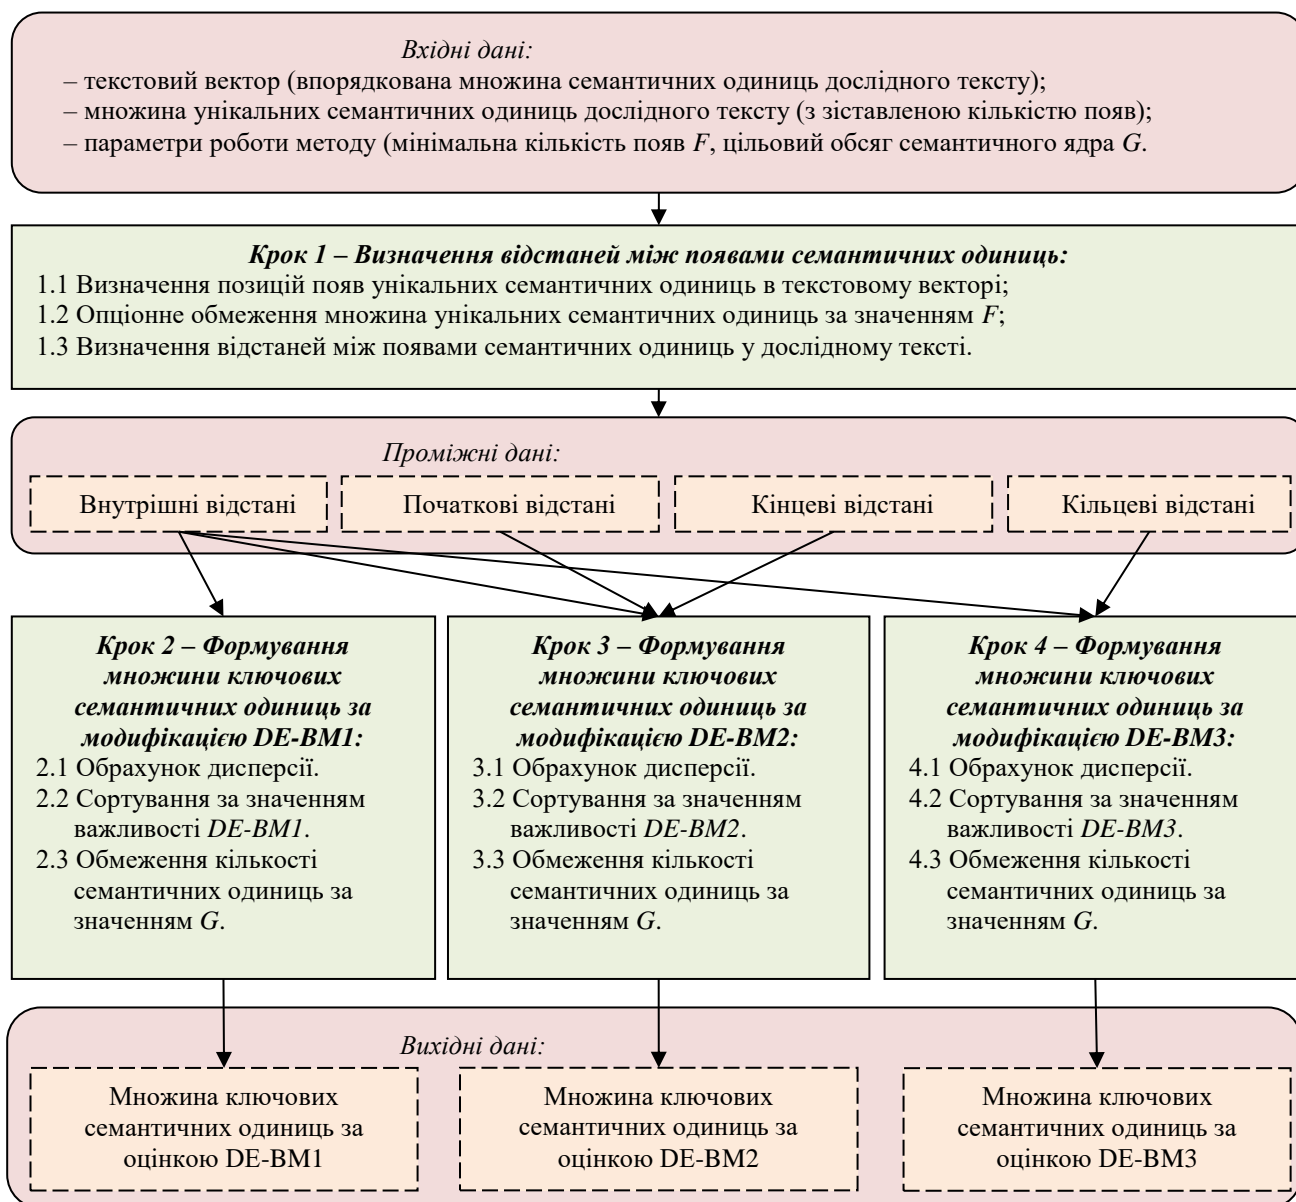 Вхідні дані:
– текстовий вектор (впорядкована множина семантичних одиниць дослідного тексту);
– множина унікальних семантичних одиниць дослідного тексту (з зіставленою кількістю появ);
– параметри роботи методу (мінімальна кількість появ F, цільовий обсяг семантичного ядра G.
Крок 1 – Визначення відстаней між появами семантичних одиниць:
1.1 Визначення позицій появ унікальних семантичних одиниць в текстовому векторі;
1.2 Опціонне обмеження множина унікальних семантичних одиниць за значенням F;
1.3 Визначення відстаней між появами семантичних одиниць у дослідному тексті.
Проміжні дані:
Внутрішні відстані
Початкові відстані
Кінцеві відстані
Кільцеві відстані
Крок 2 – Формування
множини ключових
семантичних одиниць за
модифікацією DE-BM1:
2.1 Обрахунок дисперсії.
2.2 Сортування за значенням
важливості DE-BM1.
2.3 Обмеження кількості
семантичних одиниць за
значенням G.
Крок 3 – Формування
множини ключових
семантичних одиниць за
модифікацією DE-BM2:
3.1 Обрахунок дисперсії.
3.2 Сортування за значенням
важливості DE-BM2.
3.3 Обмеження кількості
семантичних одиниць за
значенням G.
Крок 4 – Формування
множини ключових
семантичних одиниць за
модифікацією DE-BM3:
4.1 Обрахунок дисперсії.
4.2 Сортування за значенням
важливості DE-BM3.
4.3 Обмеження кількості
семантичних одиниць за
значенням G.
Вихідні дані:
Множина ключових
семантичних одиниць за
оцінкою DE-BM1
Множина ключових
семантичних одиниць за
оцінкою DE-BM2
Множина ключових
семантичних одиниць за
оцінкою DE-BM3